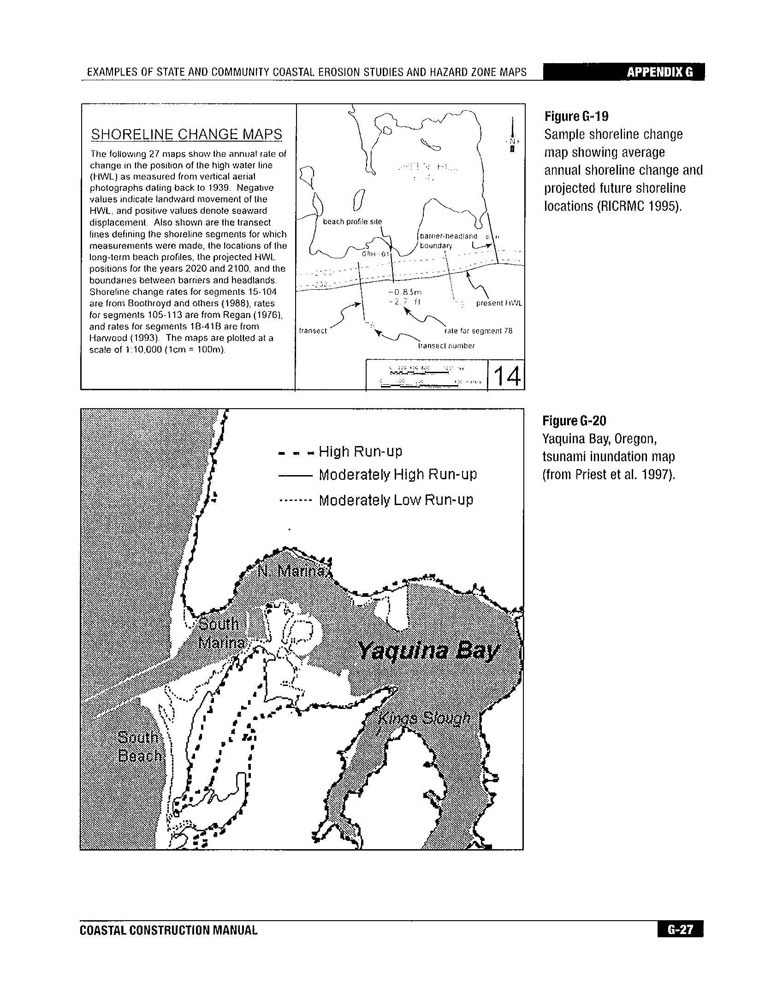 EXAMPLES OF STATE AND COMMUNITY COASTAL EROSION STUDIES AND HAZARD ZONE MAPS
APPENDIX G
SHORELINE CHANGE MAPS
The following 27 maps show the annual rate of
change in the position of the high water line
(HWL) as measured from vertical aerial
photographs dating back to 1939. Negative
values indicate landward movement of the
HWL, and positive values denote seaward
displacement. Also shown are the transect
lines defining the shoreline segments for which
measurements were made, the locations of the
long-term beach profiles, the projected HWL
positions for the years 2020 and 2100, and the
boundaries between barriers and headlands.
Shoreline change rates for segments 15-104
are from Boothroyd and others (1988), rates
for segments 105-113 are from Regan (1976),
and rates for segments 1B-41B are from
Harwood (1993). The maps are plotted at a
scale of 1:10,000 (1cm = 100m).
N
beach profile site
barrier-headland
boundary
GRH-01
2100
-0.83m
-2.7 ft
present HWL
transect
78
rate for segment 78
transect number
14
Figure G-19
Sample shoreline change
map showing average
annual shoreline change and
projected future shoreline
locations (RICRMC 1995).
High Run-up
Moderately High Run-up
Moderately Low Run-up
N. Marina
South
Marina
Yaquina Bay
Kings Slough
South
Beach
Figure G-20
Yaquina Bay, Oregon,
tsunami inundation map
(from Priest et al. 1997).
COASTAL CONSTRUCTION MANUAL
G-27